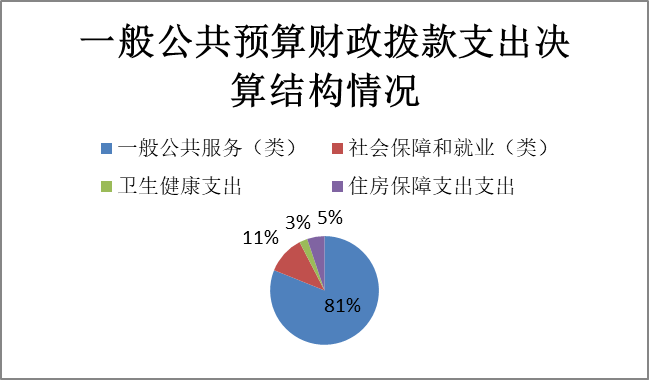 一般公共预算财政拨款支出决
算结构情况
一般公共服务（类） 社会保障和就业（类）
卫生健康支出 住房保障支出支出
3% 5%
11%
81%